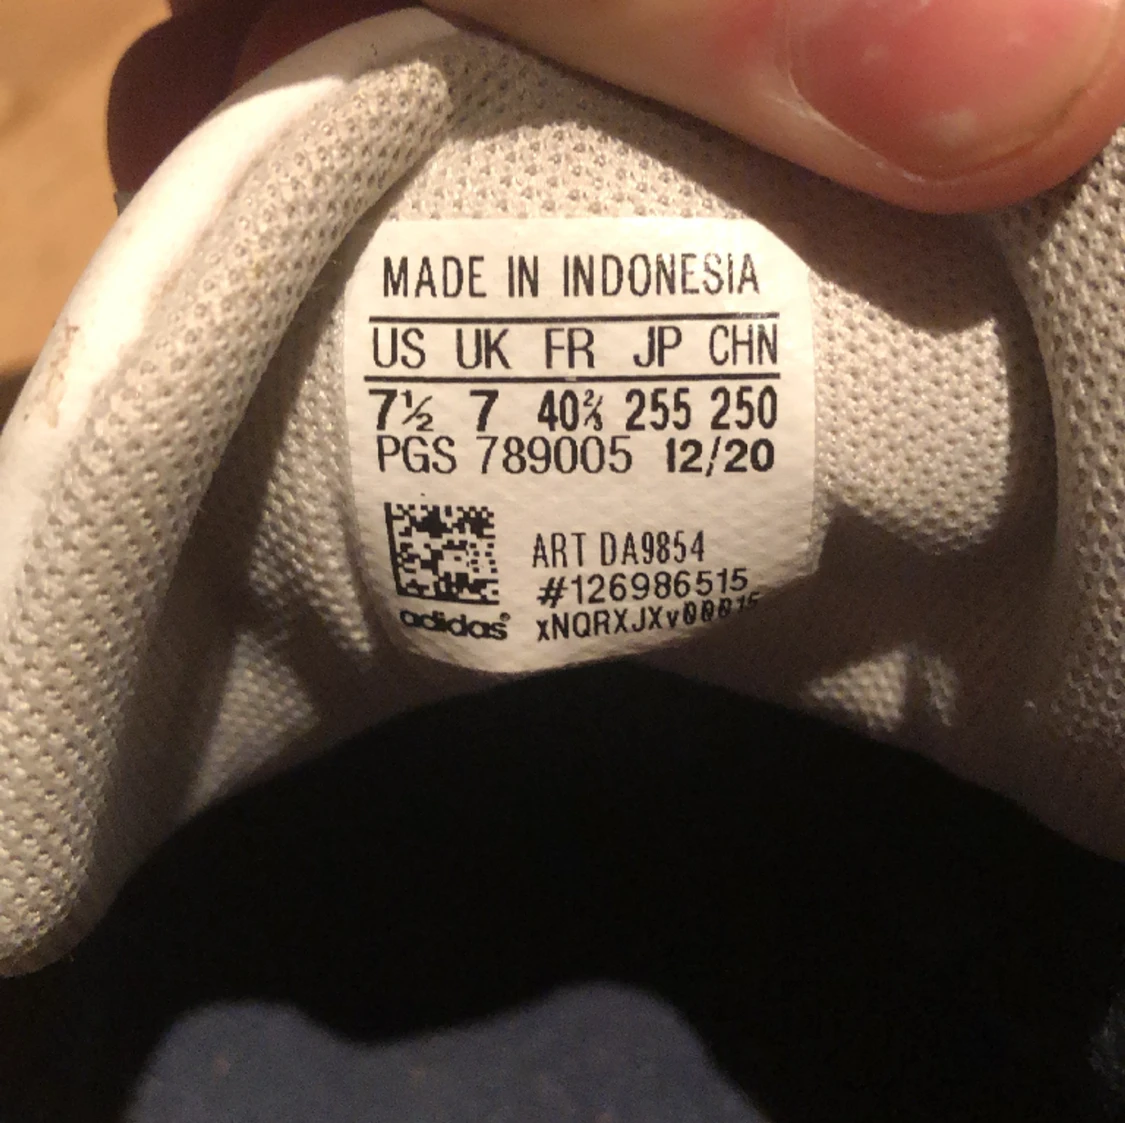 MADE IN INDONESIA
US UK FR JP CHN
7½ 7 40⅔ 255 250
PGS 789005 12/20
ART DA9854
#126986515
adidas®